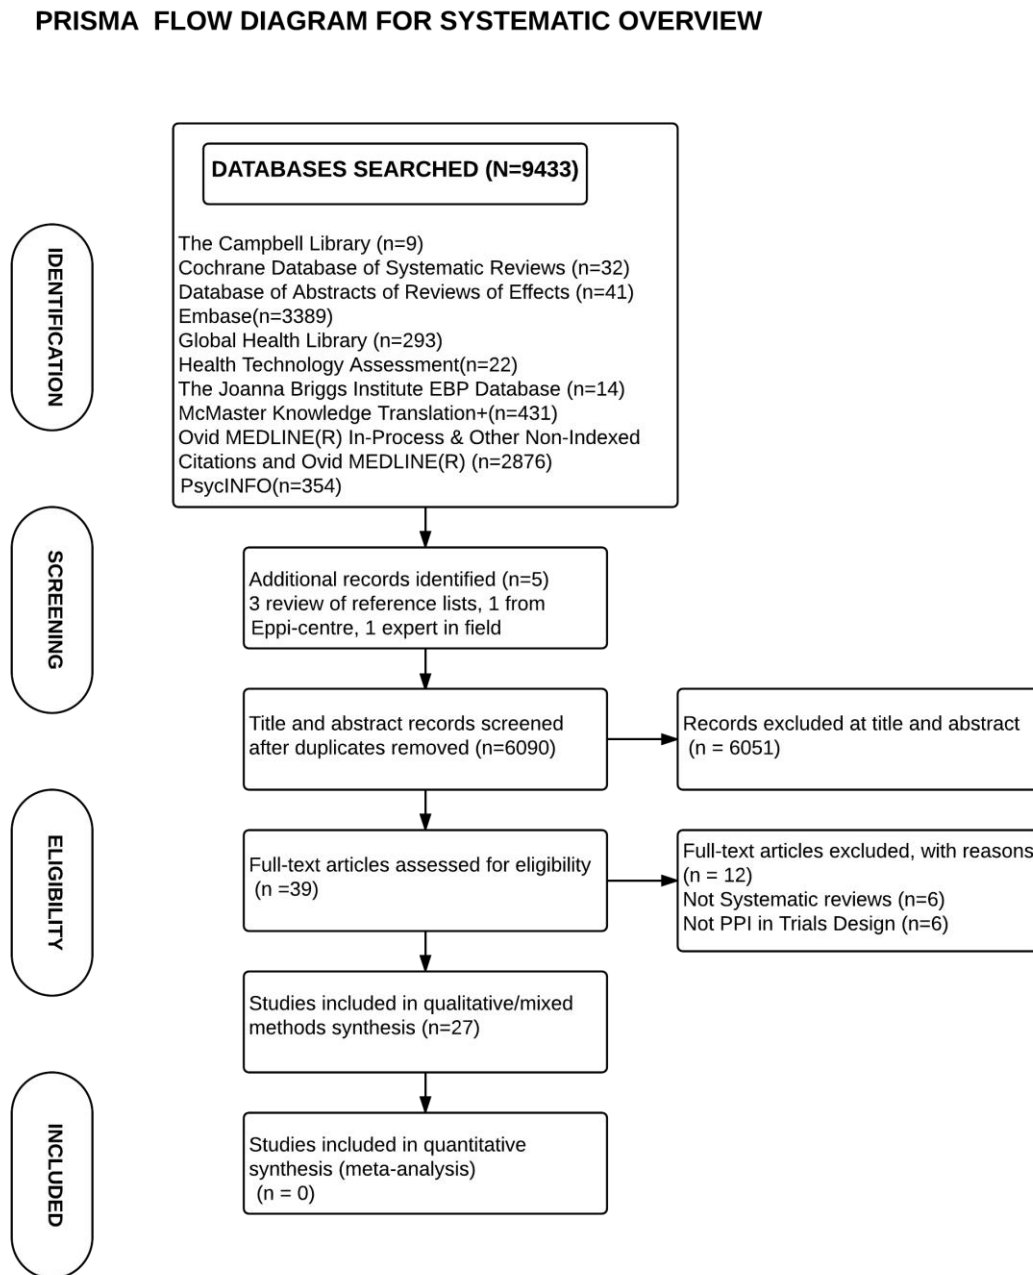 PRISMA  FLOW DIAGRAM FOR SYSTEMATIC OVERVIEW
DATABASES SEARCHED (N=9433)
The Campbell Library (n=9)
Cochrane Database of Systematic Reviews (n=32)
Database of Abstracts of Reviews of Effects (n=41)
Embase(n=3389)
Global Health Library (n=293)
Health Technology Assessment(n=22)
The Joanna Briggs Institute EBP Database (n=14)
McMaster Knowledge Translation+(n=431)
Ovid MEDLINE(R) In-Process & Other Non-Indexed
Citations and Ovid MEDLINE(R) (n=2876)
PsycINFO(n=354)
IDENTIFICATION
SCREENING
Additional records identified (n=5)
3 review of reference lists, 1 from
Eppi-centre, 1 expert in field
Title and abstract records screened
after duplicates removed (n=6090)
Records excluded at title and abstract
(n = 6051)
ELIGIBILITY
Full-text articles assessed for eligibility
(n =39)
Full-text articles excluded, with reasons
(n = 12)
Not Systematic reviews (n=6)
Not PPI in Trials Design (n=6)
Studies included in qualitative/mixed
methods synthesis (n=27)
INCLUDED
Studies included in quantitative
synthesis (meta-analysis)
(n = 0)